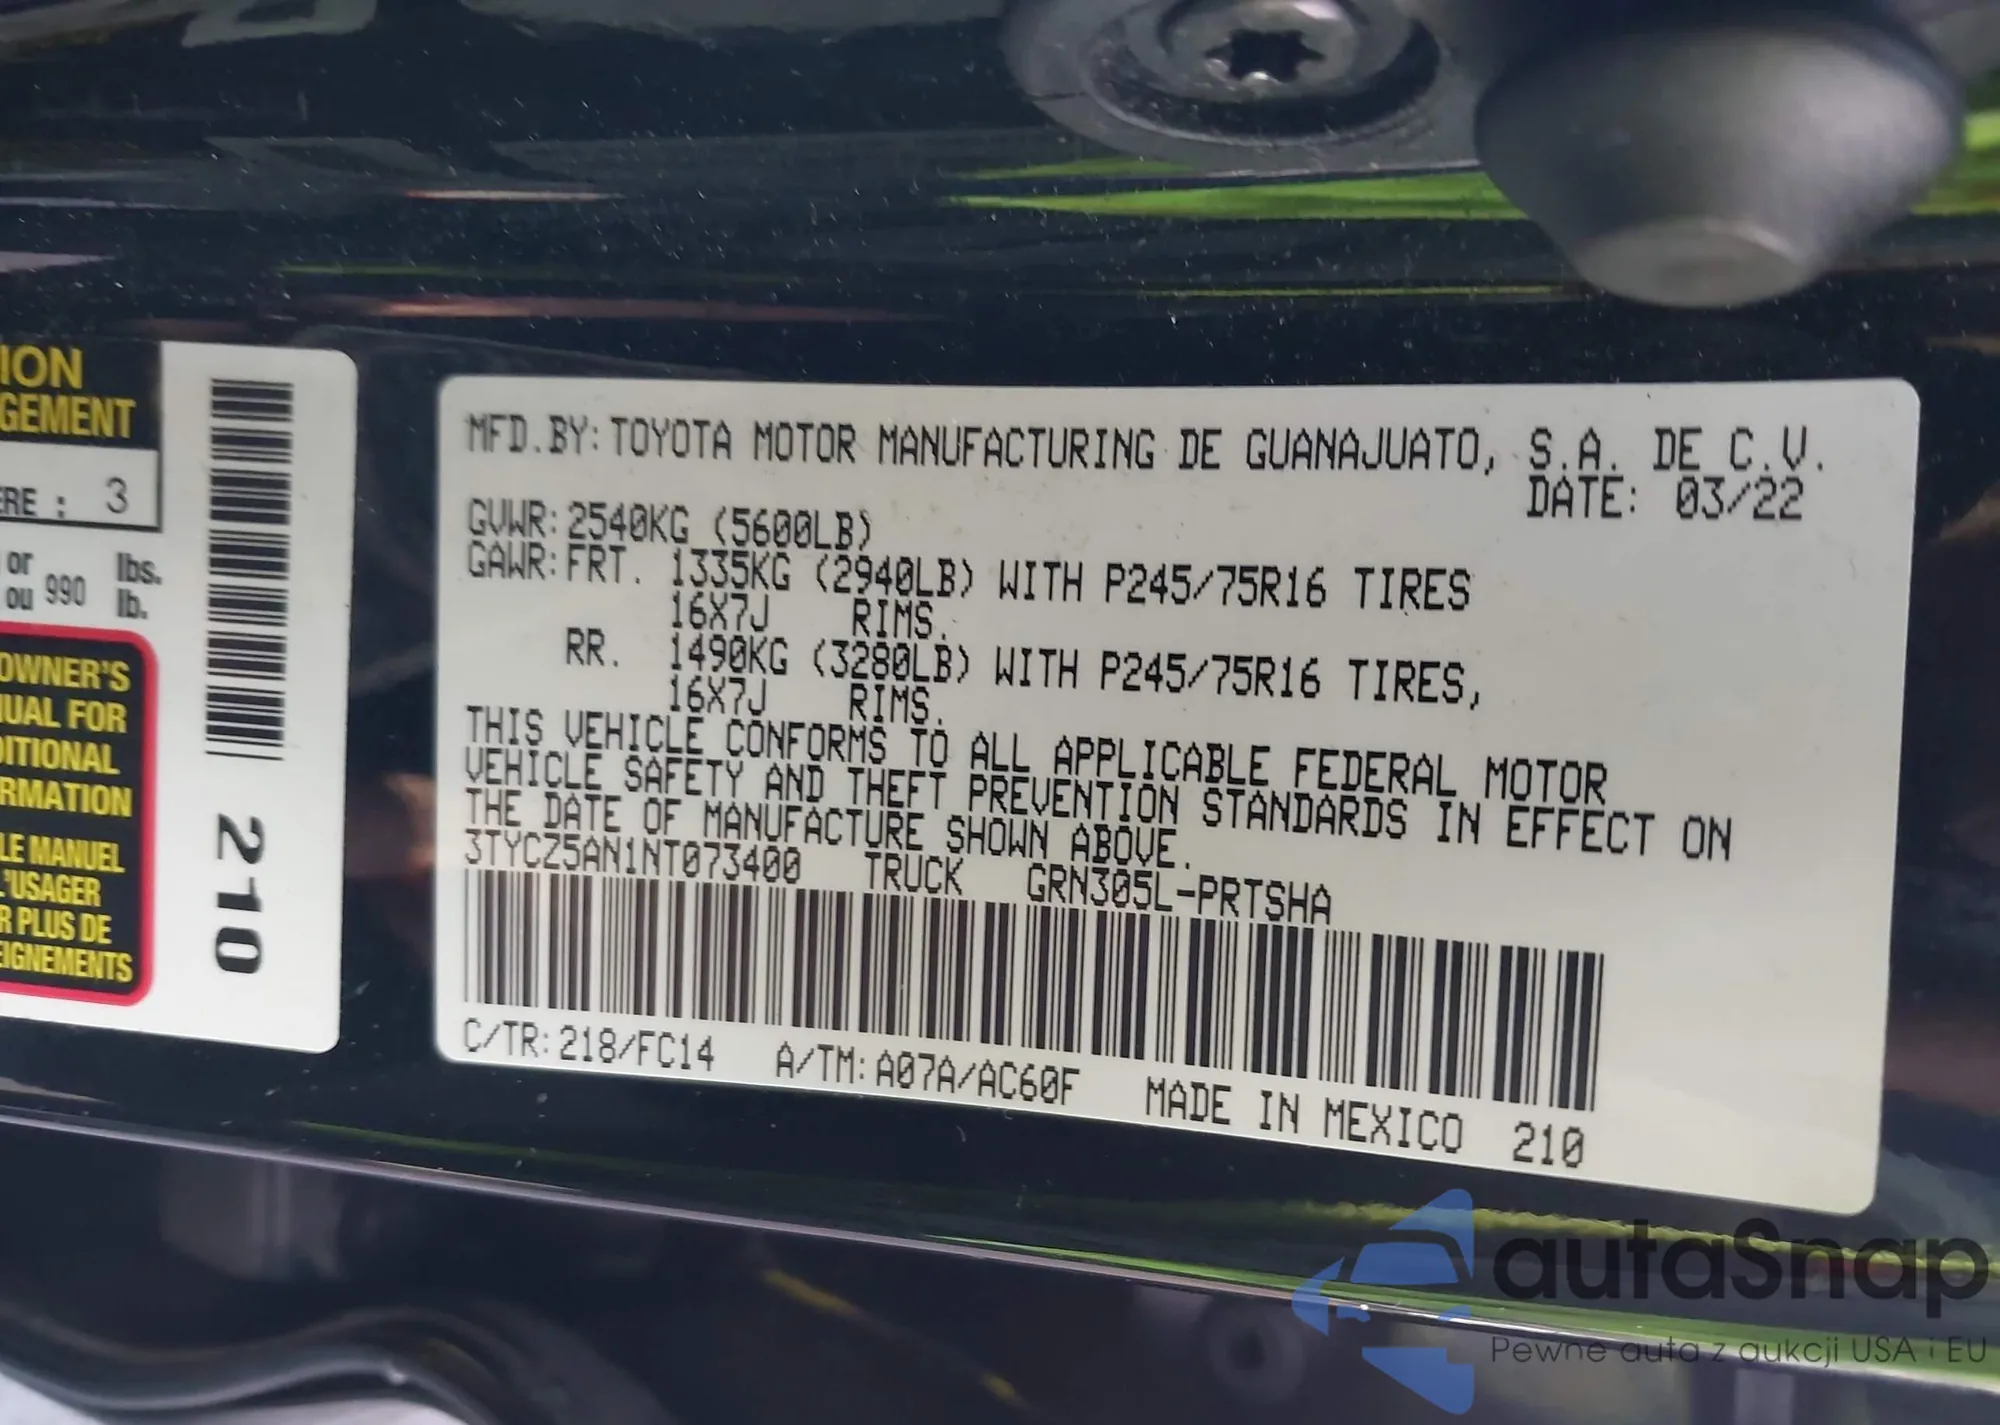 ION
GEMENT
ERE : 3
or lbs.
ou 990 lb.
OWNER'S
UAL FOR
DITIONAL
RMATION
LE MANUEL
L'USAGER
R PLUS DE
EIGNEMENTS
210
MFD.BY: TOYOTA MOTOR MANUFACTURING DE GUANAJUATO, S.A. DE C.V.
DATE: 03/22
GVWR: 2540KG (5600LB)
GAWR: FRT. 1335KG (2940LB) WITH P245/75R16 TIRES
16X7J RIMS.
RR. 1490KG (3280LB) WITH P245/75R16 TIRES,
16X7J RIMS.
THIS VEHICLE CONFORMS TO ALL APPLICABLE FEDERAL MOTOR
VEHICLE SAFETY AND THEFT PREVENTION STANDARDS IN EFFECT ON
THE DATE OF MANUFACTURE SHOWN ABOVE.
3TYCZ5AN1NT073400 TRUCK GRN305L-PRTSHA
C/TR: 218/FC14 A/TM: A07A/AC60F MADE IN MEXICO 210
autaSnap
Pewne auta z aukcji USA i EU